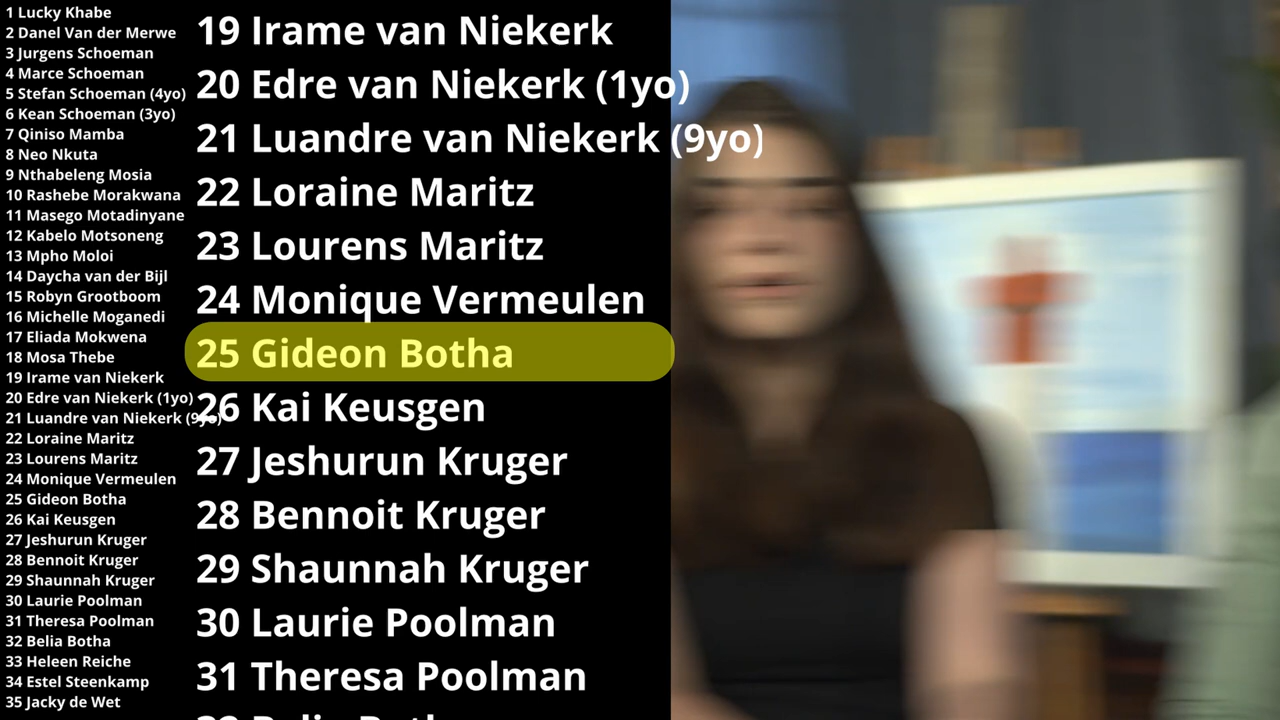 1 Lucky Khabe
2 Danel Van der Merwe
3 Jurgens Schoeman
4 Marce Schoeman
5 Stefan Schoeman (4yo)
6 Kean Schoeman (3yo)
7 Qiniso Mamba
8 Neo Nkuta
9 Nthabeleng Mosia
10 Rashebe Morakwana
11 Masego Motadinyane
12 Kabelo Motsoneng
13 Mpho Moloi
14 Daycha van der Bijl
15 Robyn Grootboom
16 Michelle Moganedi
17 Eliada Mokwena
18 Mosa Thebe
19 Irame van Niekerk
20 Edre van Niekerk (1yo)
21 Luandre van Niekerk (9yo)
22 Loraine Maritz
23 Lourens Maritz
24 Monique Vermeulen
25 Gideon Botha
26 Kai Keusgen
27 Jeshurun Kruger
28 Bennoit Kruger
29 Shaunnah Kruger
30 Laurie Poolman
31 Theresa Poolman
32 Belia Botha
33 Heleen Reiche
34 Estel Steenkamp
35 Jacky de Wet
19 Irame van Niekerk
20 Edre van Niekerk (1yo)
21 Luandre van Niekerk (9yo)
22 Loraine Maritz
23 Lourens Maritz
24 Monique Vermeulen
25 Gideon Botha
26 Kai Keusgen
27 Jeshurun Kruger
28 Bennoit Kruger
29 Shaunnah Kruger
30 Laurie Poolman
31 Theresa Poolman
32 Belia Botha